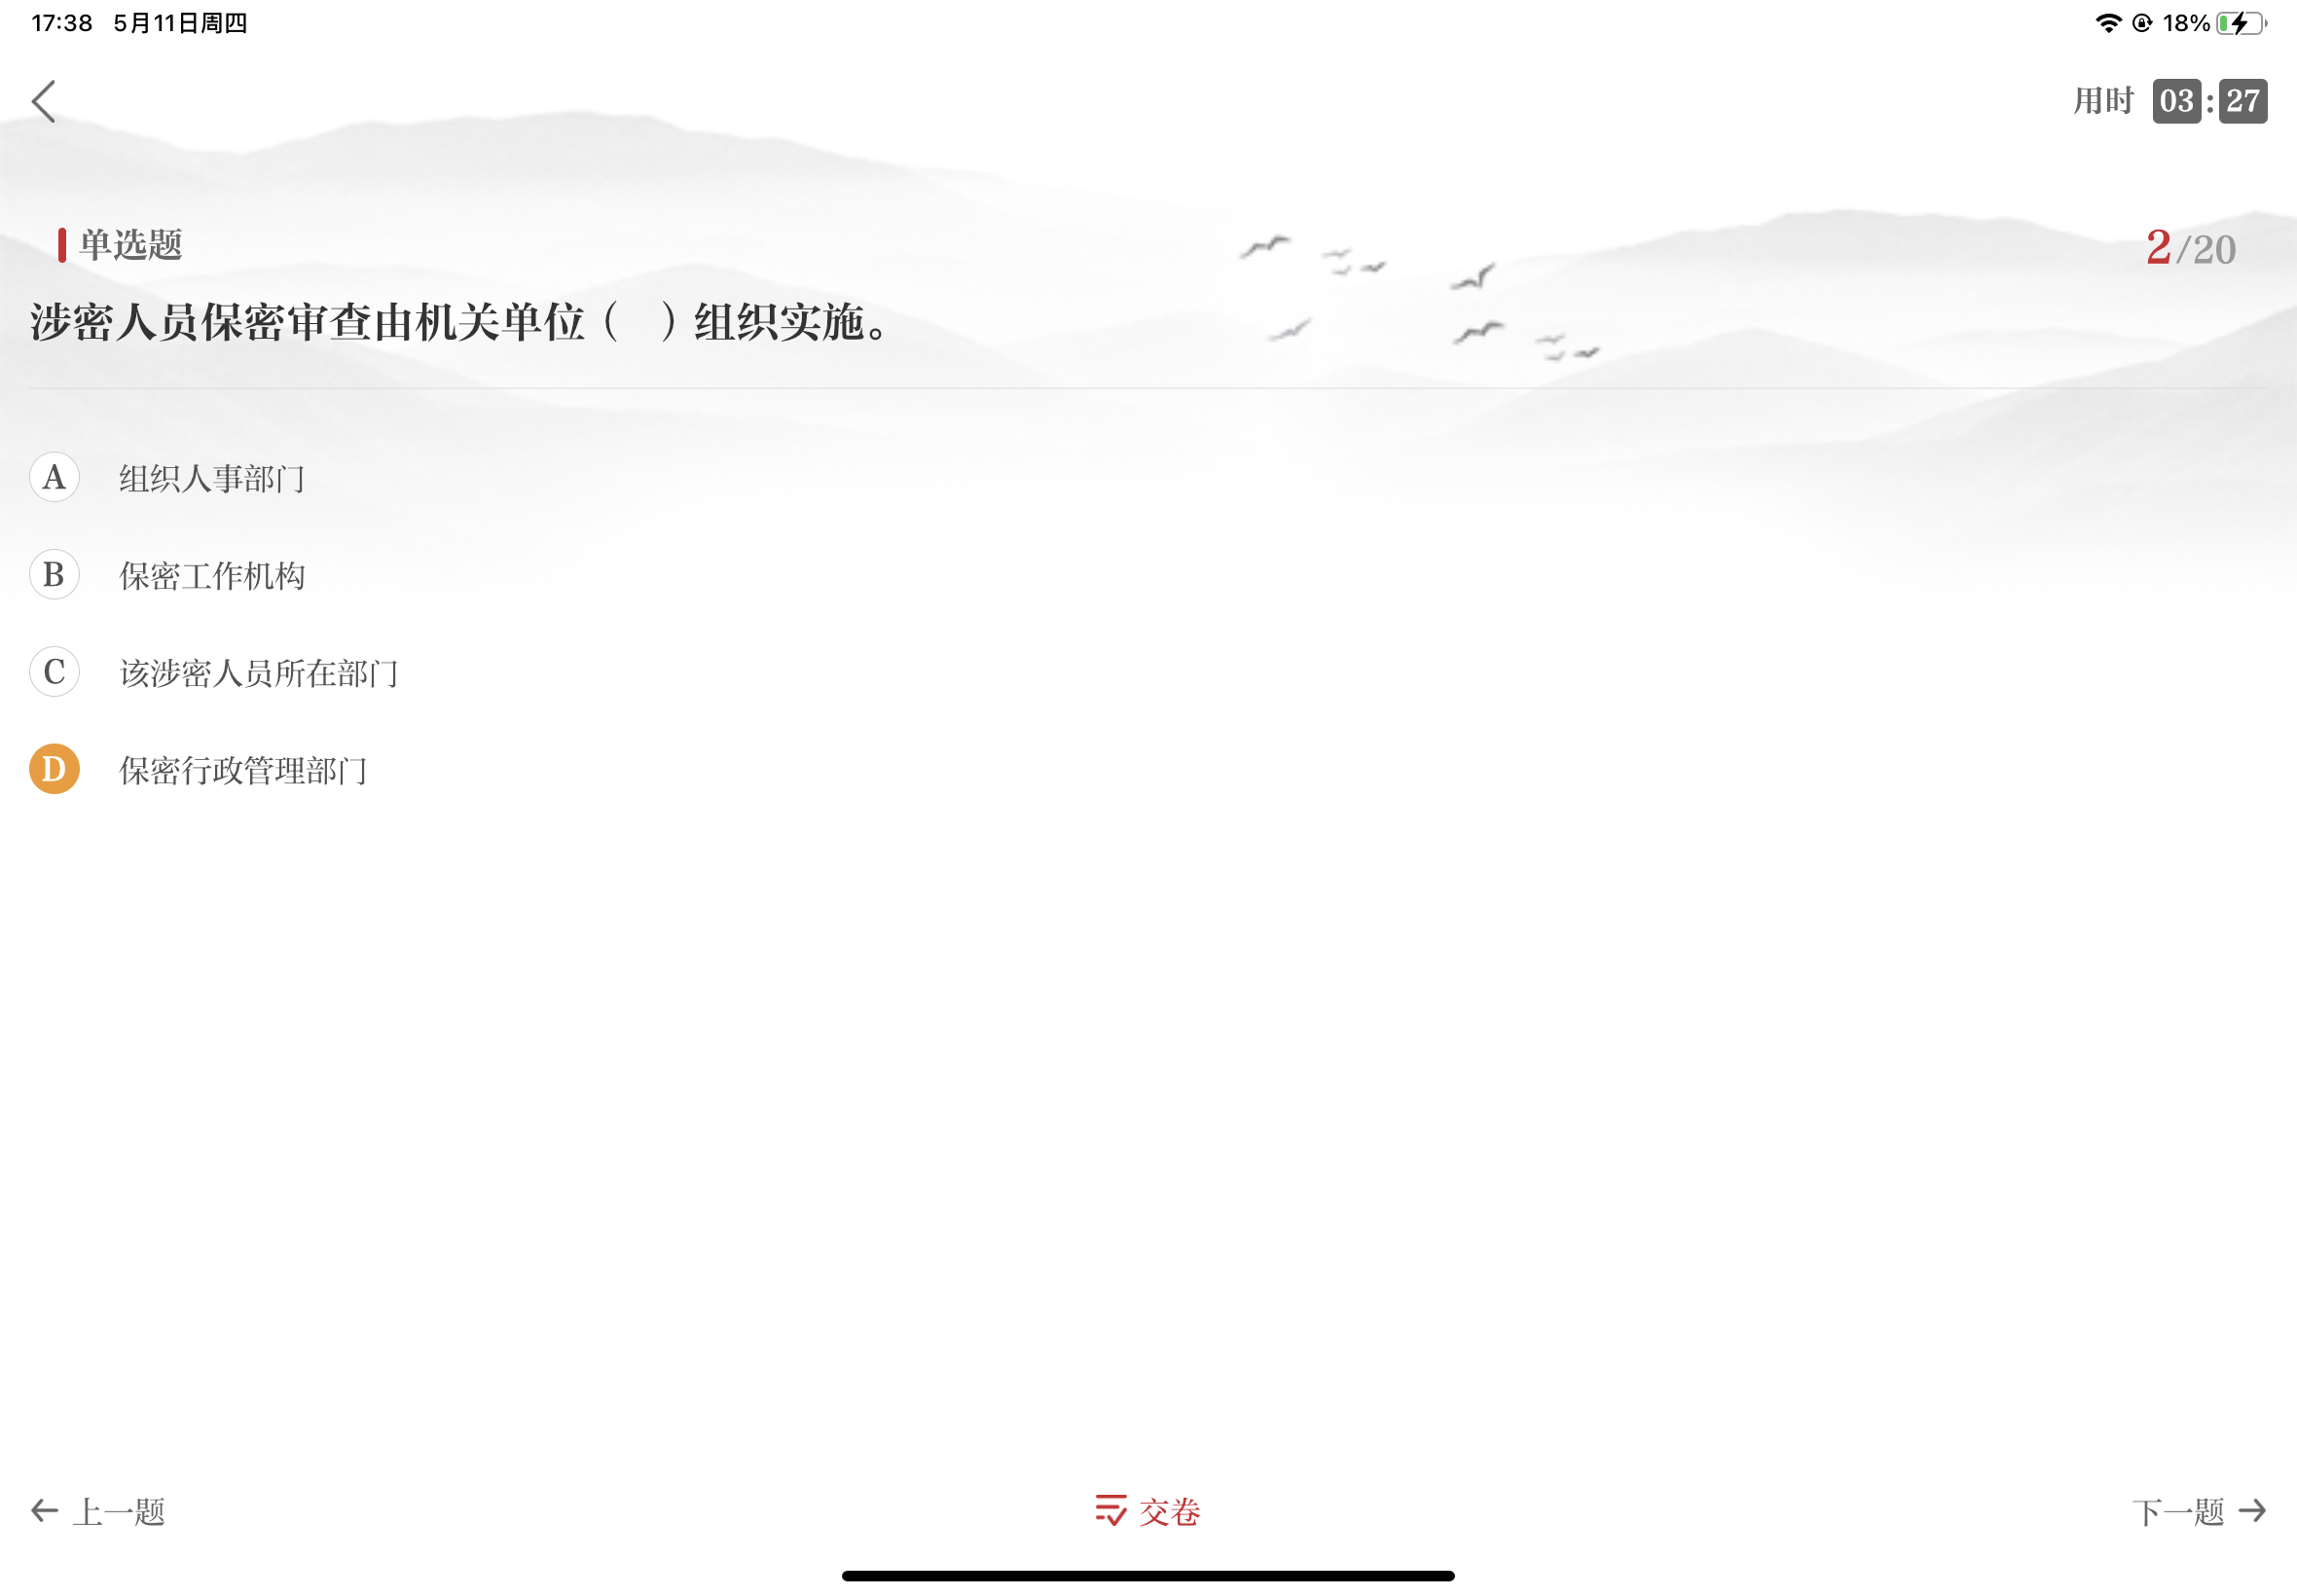 17:38 5月11日周四 18%
用时 03:27
单选题 2/20
涉密人员保密审查由机关单位（ ）组织实施。
A 组织人事部门
B 保密工作机构
C 该涉密人员所在部门
D 保密行政管理部门
上一题 交卷 下一题